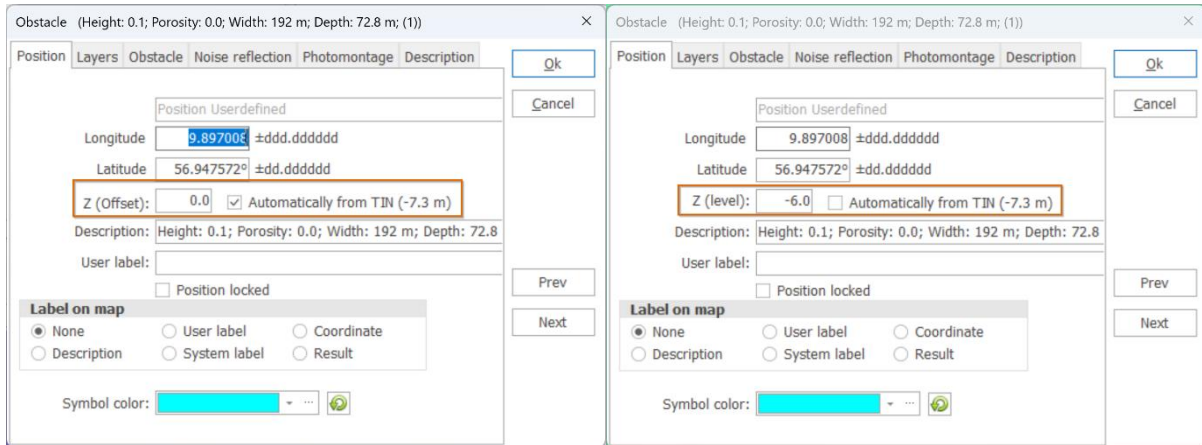 Obstacle (Height: 0.1; Porosity: 0.0; Width: 192 m; Depth: 72.8 m; (1))
Position Layers Obstacle Noise reflection Photomontage Description
Ok
Position Userdefined
Cancel
Longitude 9.897008 ±ddd.dddddd
Latitude 56.947572º ±dd.dddddd
Z (Offset): 0.0 Automatically from TIN (-7.3 m)
Description: Height: 0.1; Porosity: 0.0; Width: 192 m; Depth: 72.8
User label:
Position locked
Prev
Label on map
None User label Coordinate
Next
Description System label Result
Symbol color: ...
Obstacle (Height: 0.1; Porosity: 0.0; Width: 192 m; Depth: 72.8 m; (1))
Position Layers Obstacle Noise reflection Photomontage Description
Ok
Position Userdefined
Cancel
Longitude 9.897008 ±ddd.dddddd
Latitude 56.947572º ±dd.dddddd
Z (level): -6.0 Automatically from TIN (-7.3 m)
Description: Height: 0.1; Porosity: 0.0; Width: 192 m; Depth: 72.8
User label:
Position locked
Prev
Label on map
None User label Coordinate
Next
Description System label Result
Symbol color: ...